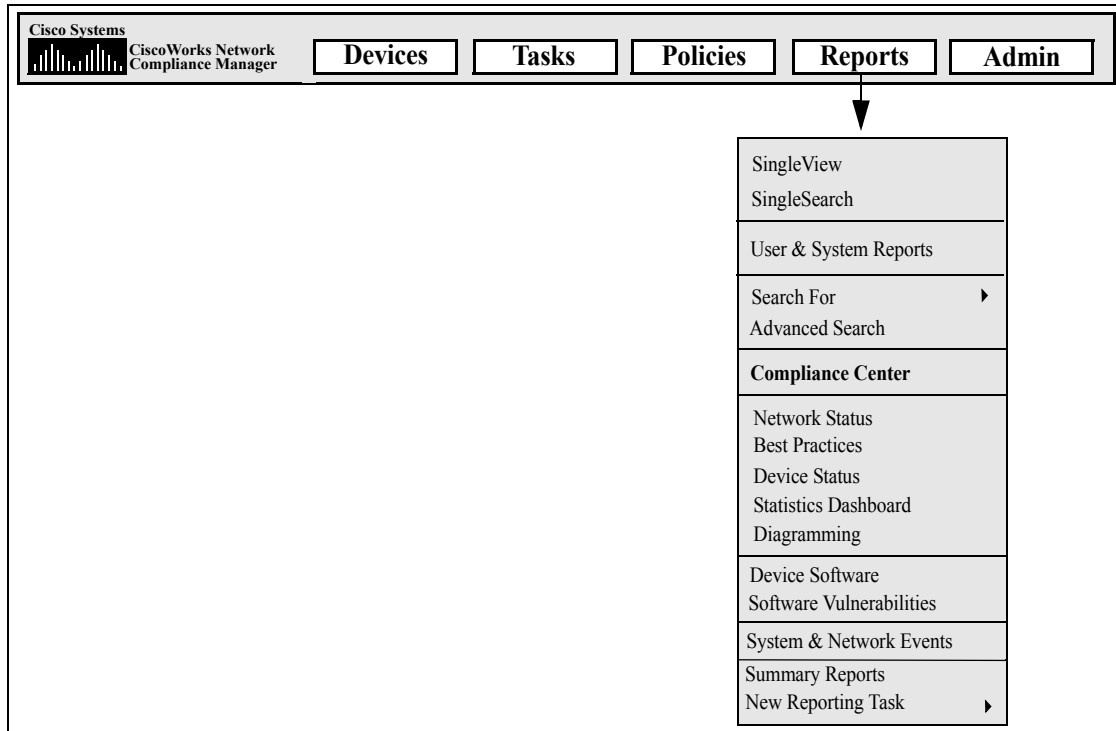 Cisco Systems
CiscoWorks Network
Compliance Manager
Devices
Tasks
Policies
Reports
Admin
SingleView
SingleSearch
User & System Reports
Search For
Advanced Search
Compliance Center
Network Status
Best Practices
Device Status
Statistics Dashboard
Diagramming
Device Software
Software Vulnerabilities
System & Network Events
Summary Reports
New Reporting Task